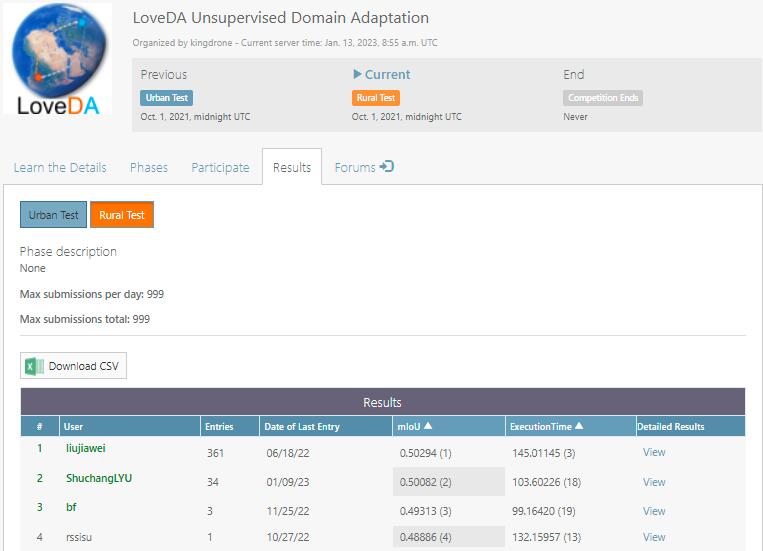 LoveDA
LoveDA Unsupervised Domain Adaptation
Organized by kingdrone - Current server time: Jan. 13, 2023, 8:55 a.m. UTC
Previous
Urban Test
Oct. 1, 2021, midnight UTC
Current
Rural Test
Oct. 1, 2021, midnight UTC
End
Competition Ends
Never
Learn the Details Phases Participate Results Forums
Urban Test Rural Test
Phase description
None
Max submissions per day: 999
Max submissions total: 999
Download CSV
Results
# User Entries Date of Last Entry mIoU ▲ ExecutionTime ▲ Detailed Results
1 liujiawei 361 06/18/22 0.50294 (1) 145.01145 (3) View
2 ShuchangLYU 34 01/09/23 0.50082 (2) 103.60226 (18) View
3 bf 3 11/25/22 0.49313 (3) 99.16420 (19) View
4 rssisu 1 10/27/22 0.48886 (4) 132.15957 (13) View